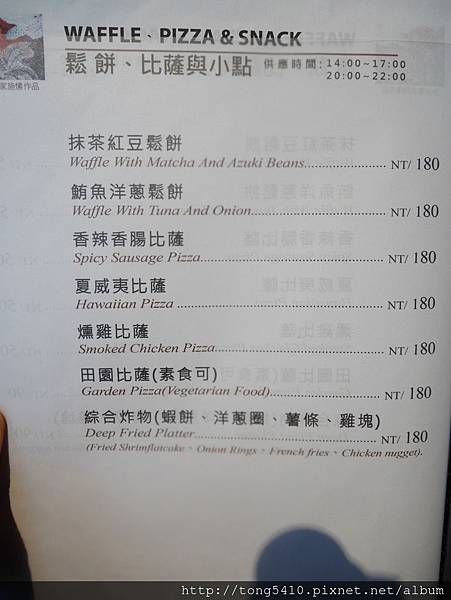 WAFFLE、PIZZA & SNACK
鬆餅、比薩與小點 供應時間:14:00~17:00
20:00~22:00
家施懷作品
抹茶紅豆鬆餅
Waffle With Matcha And Azuki Beans........................ NT/ 180
鮪魚洋蔥鬆餅
Waffle With Tuna And Onion........................ NT/ 180
香辣香腸比薩
Spicy Sausage Pizza........................ NT/ 180
夏威夷比薩
Hawaiian Pizza ........................ NT/ 180
燻雞比薩
Smoked Chicken Pizza........................ NT/ 180
田園比薩(素食可)
Garden Pizza(Vegetarian Food)........................ NT/ 180
綜合炸物(蝦餅、洋蔥圈、薯條、雞塊)
Deep Fried Platter........................ NT/ 180
(Fried Shrimflatcake、Onion Rings、French fries、Chicken nugget).
http://tong5410.pixnet.net/album